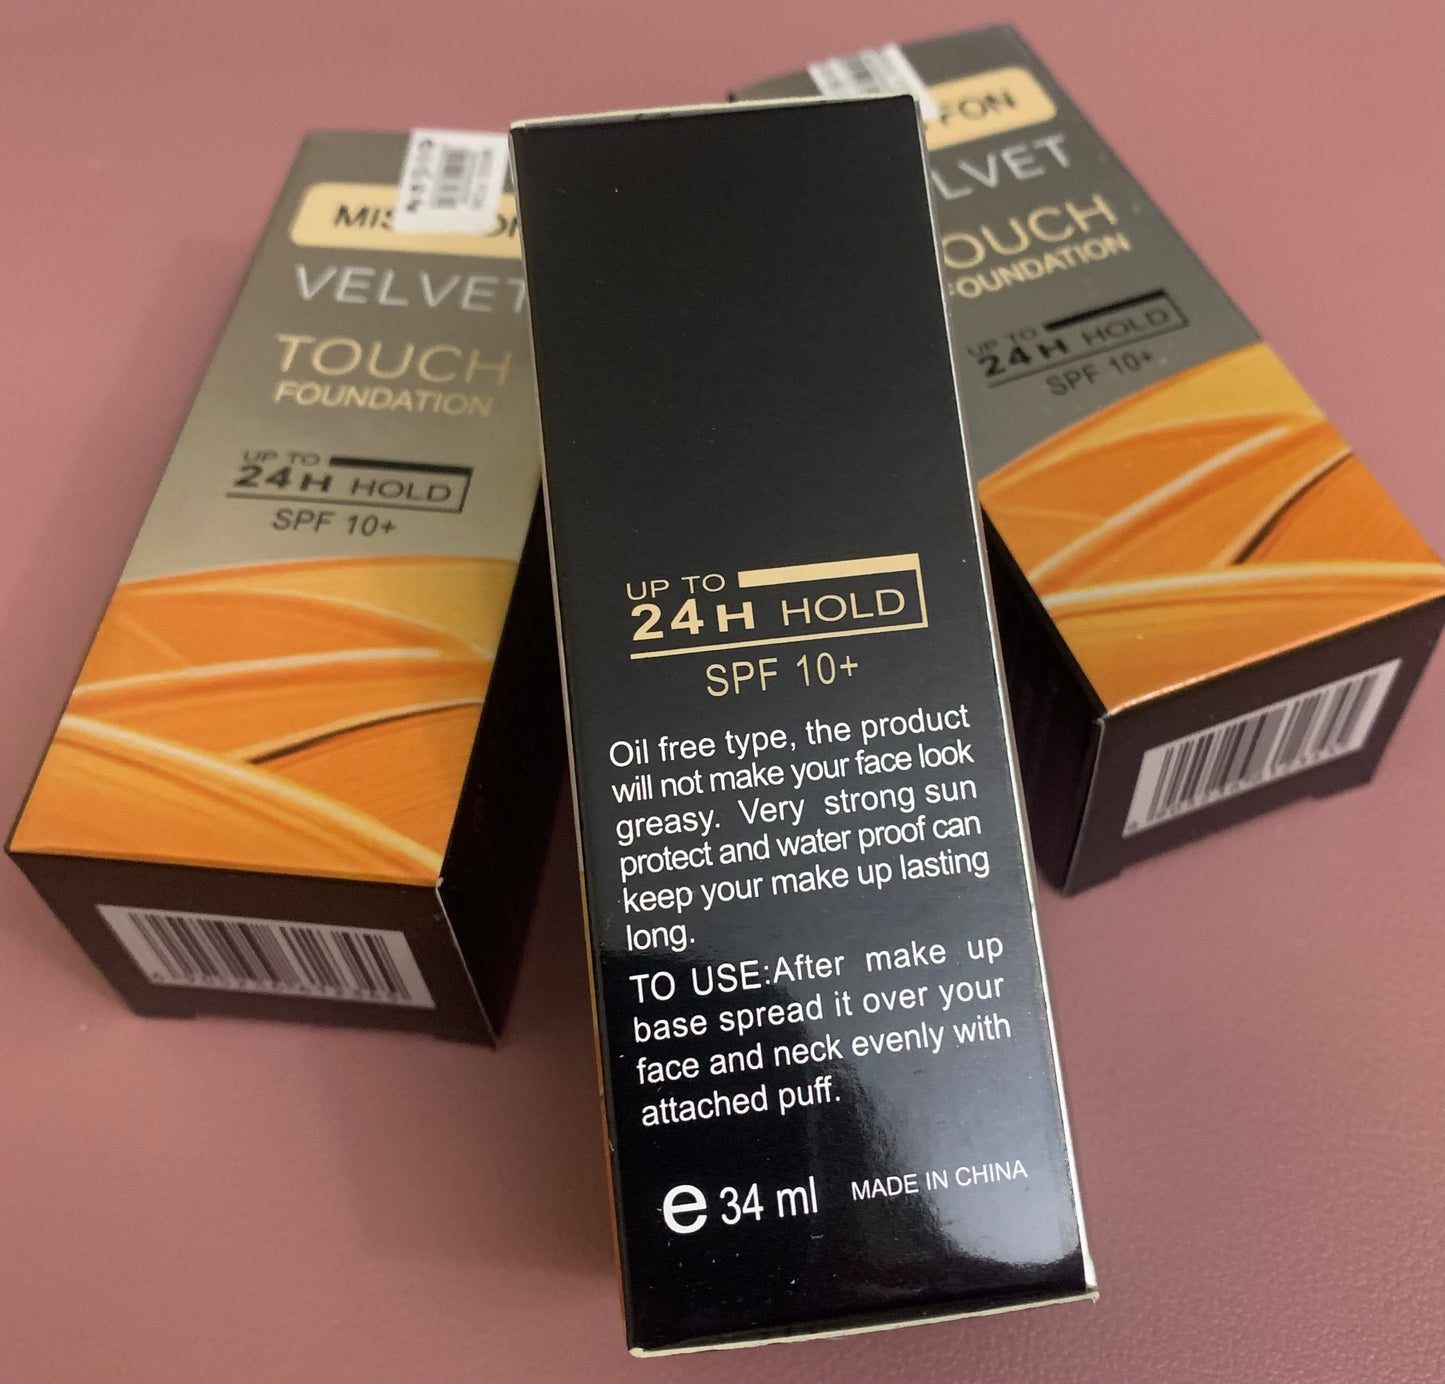 VELVET
TOUCH
FOUNDATION
UP TO
24H HOLD
SPF 10+
UP TO
24H HOLD
SPF 10+
Oil free type, the product
will not make your face look
greasy. Very strong sun
protect and water proof can
keep your make up lasting
long.
TO USE:After make up
base spread it over your
face and neck evenly with
attached puff.
e 34 ml MADE IN CHINA
FON
LVET
OUCH
FOUNDATION
UP TO
24H HOLD
SPF 10+